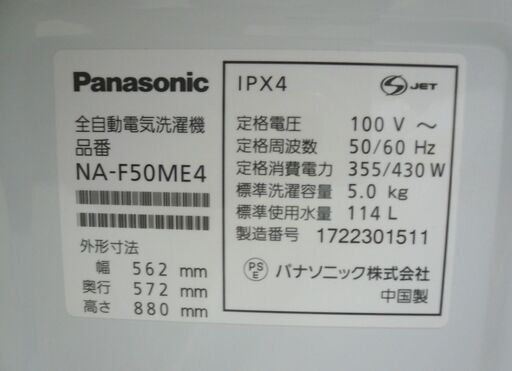 Panasonic
全自動電気洗濯機
品番
NA-F50ME4
外形寸法
幅 562 mm
奥行 572 mm
高さ 880 mm
IPX4
S JET
定格電圧 100 V ～
定格周波数 50/60 Hz
定格消費電力 355/430 W
標準洗濯容量 5.0 kg
標準使用水量 114 L
製造番号 1722301511
PSE パナソニック株式会社
中国製